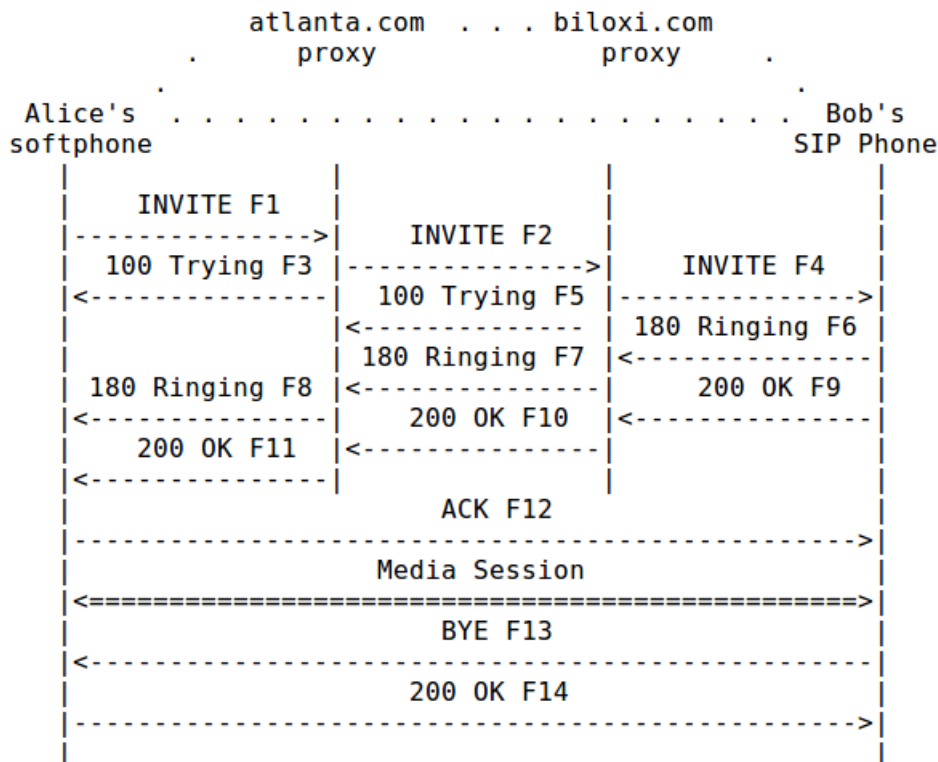 atlanta.com . . . biloxi.com
. proxy proxy .
. .
Alice's . . . . . . . . . . . . . . . . . . . . Bob's
softphone SIP Phone
| | | |
| INVITE F1 | | |
|--------------->| INVITE F2 | |
| 100 Trying F3 |--------------->| INVITE F4 |
|<---------------| 100 Trying F5 |--------------->|
| |<-------------- | 180 Ringing F6 |
| | 180 Ringing F7 |<---------------|
| 180 Ringing F8 |<---------------| 200 OK F9 |
|<---------------| 200 OK F10 |<---------------|
| 200 OK F11 |<---------------| |
|<---------------| | |
| ACK F12 |
|------------------------------------------------->|
| Media Session |
|<================================================>|
| BYE F13 |
|<-------------------------------------------------|
| 200 OK F14 |
|------------------------------------------------->|
| |